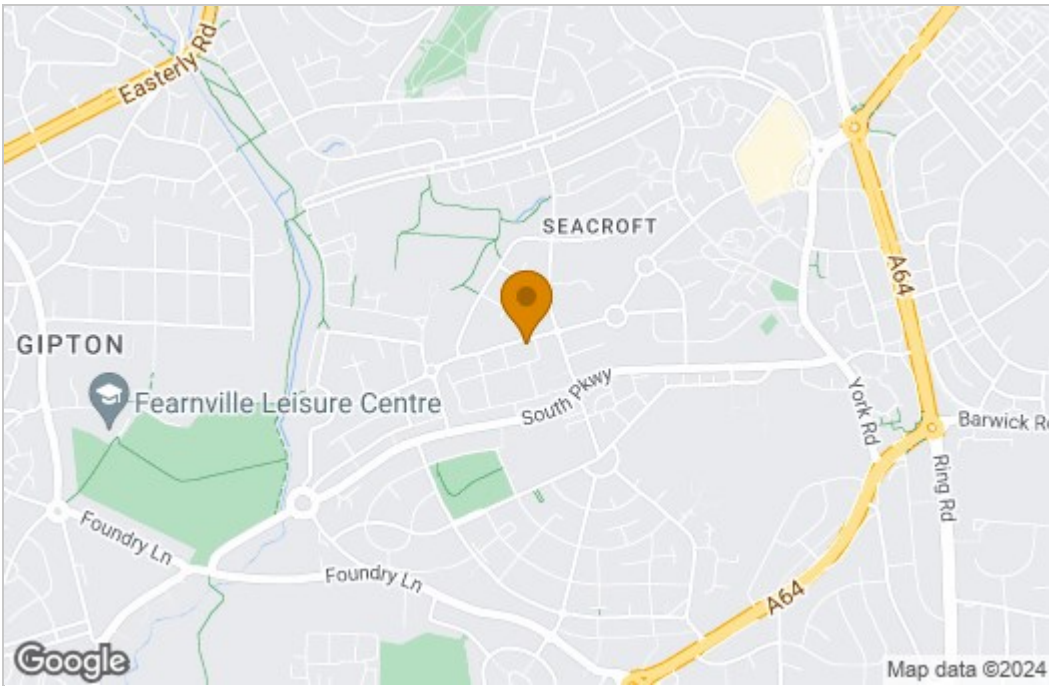 Easterly Rd
SEACROFT
A64
GIPTON
Fearnville Leisure Centre
South Pkwy
York Rd
Barwick Ro
Ring Rd
Foundry Ln
Foundry Ln
A64
Google
Map data ©2024